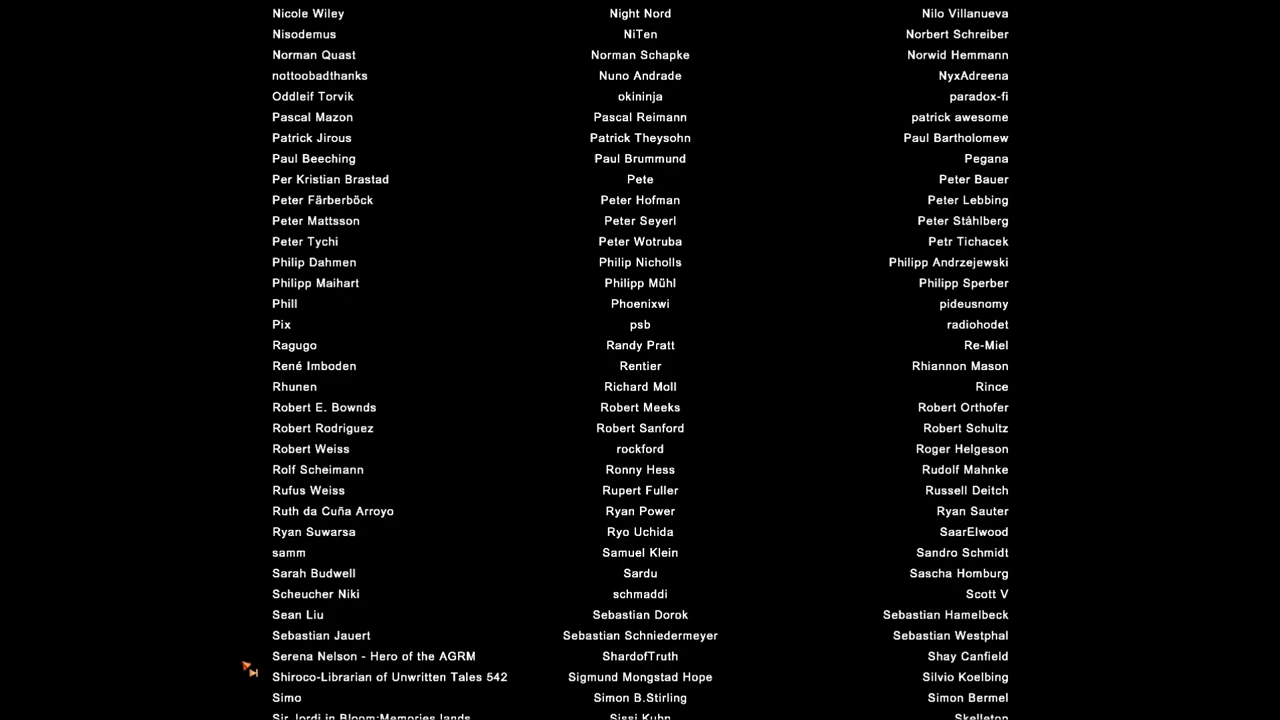 Nicole Wiley Night Nord Nilo Villanueva
Nisodemus NiTen Norbert Schreiber
Norman Quast Norman Schapke Norwid Hemmann
nottoobadthanks Nuno Andrade NyxAdreena
Oddleif Torvik okininja paradox-fi
Pascal Mazon Pascal Reimann patrick awesome
Patrick Jirous Patrick Theysohn Paul Bartholomew
Paul Beeching Paul Brummund Pegana
Per Kristian Brastad Pete Peter Bauer
Peter Färberböck Peter Hofman Peter Lebbing
Peter Mattsson Peter Seyerl Peter Ståhlberg
Peter Tychi Peter Wotruba Petr Tichacek
Philip Dahmen Philip Nicholls Philipp Andrzejewski
Philipp Maihart Philipp Mühl Philipp Sperber
Phill Phoenixwi pideusnomy
Pix psb radiohodet
Ragugo Randy Pratt Re-Miel
René Imboden Rentier Rhiannon Mason
Rhunen Richard Moll Rince
Robert E. Bownds Robert Meeks Robert Orthofer
Robert Rodriguez Robert Sanford Robert Schultz
Robert Weiss rockford Roger Helgeson
Rolf Scheimann Ronny Hess Rudolf Mahnke
Rufus Weiss Rupert Fuller Russell Deitch
Ruth da Cuña Arroyo Ryan Power Ryan Sauter
Ryan Suwarsa Ryo Uchida SaarElwood
samm Samuel Klein Sandro Schmidt
Sarah Budwell Sardu Sascha Homburg
Scheucher Niki schmaddi Scott V
Sean Liu Sebastian Dorok Sebastian Hamelbeck
Sebastian Jauert Sebastian Schniedermeyer Sebastian Westphal
Serena Nelson - Hero of the AGRM ShardofTruth Shay Canfield
Shiroco-Librarian of Unwritten Tales 542 Sigmund Mongstad Hope Silvio Koelbing
Simo Simon B.Stirling Simon Bermel
Sir Jordi in Bloom:Memories lands Sissi Kuhn Skelleton